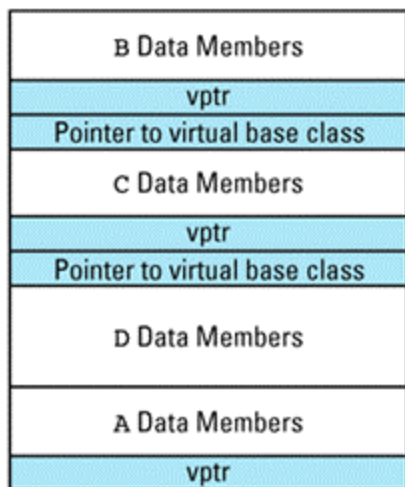 B Data Members
vptr
Pointer to virtual base class
C Data Members
vptr
Pointer to virtual base class
D Data Members
A Data Members
vptr